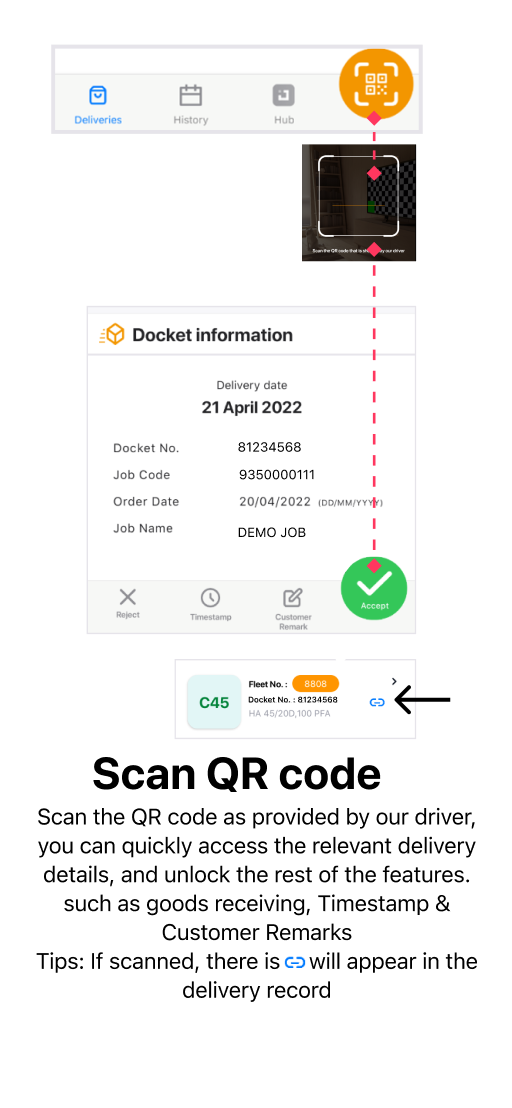 Deliveries
History
Hub
Scan the QR code that is shown by our driver
Docket information
Delivery date
21 April 2022
Docket No. 81234568
Job Code 9350000111
Order Date 20/04/2022 (DD/MM/YYYY)
Job Name DEMO JOB
Reject
Timestamp
Customer
Remark
Accept
C45
Fleet No. : 8808
Docket No. : 81234568
HA 45/20D,100 PFA
Scan QR code
Scan the QR code as provided by our driver,
you can quickly access the relevant delivery
details, and unlock the rest of the features.
such as goods receiving, Timestamp &
Customer Remarks
Tips: If scanned, there is will appear in the
delivery record